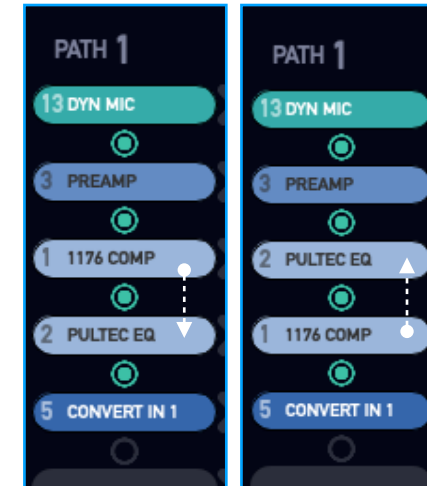 PATH 1
13 DYN MIC
3 PREAMP
1 1176 COMP
2 PULTEC EQ
5 CONVERT IN 1
PATH 1
13 DYN MIC
3 PREAMP
2 PULTEC EQ
1 1176 COMP
5 CONVERT IN 1